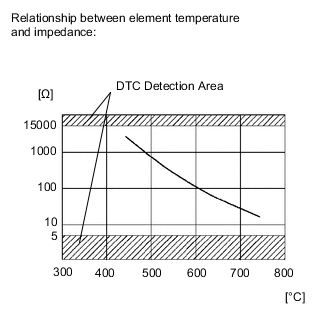 Relationship between element temperature
and impedance:
DTC Detection Area
[Ω]
15000
1000
100
10
5
300 400 500 600 700 800
[°C]